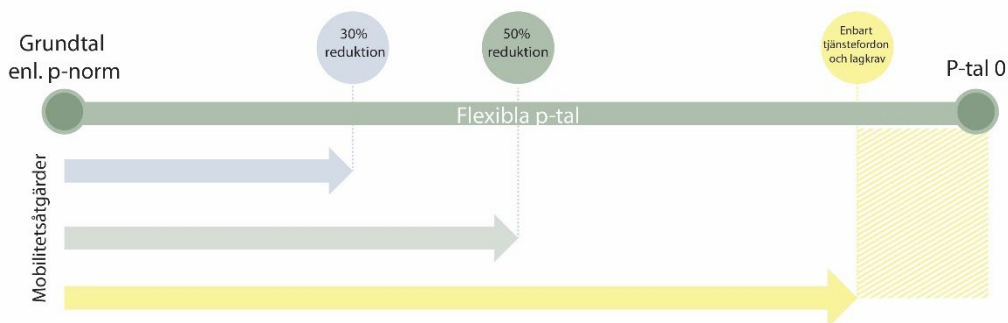 Grundtal
enl. p-norm
30%
reduktion
50%
reduktion
Enbart
tjänstefordon
och lagkrav
P-tal 0
Flexibla p-tal
Mobilitetsåtgärder